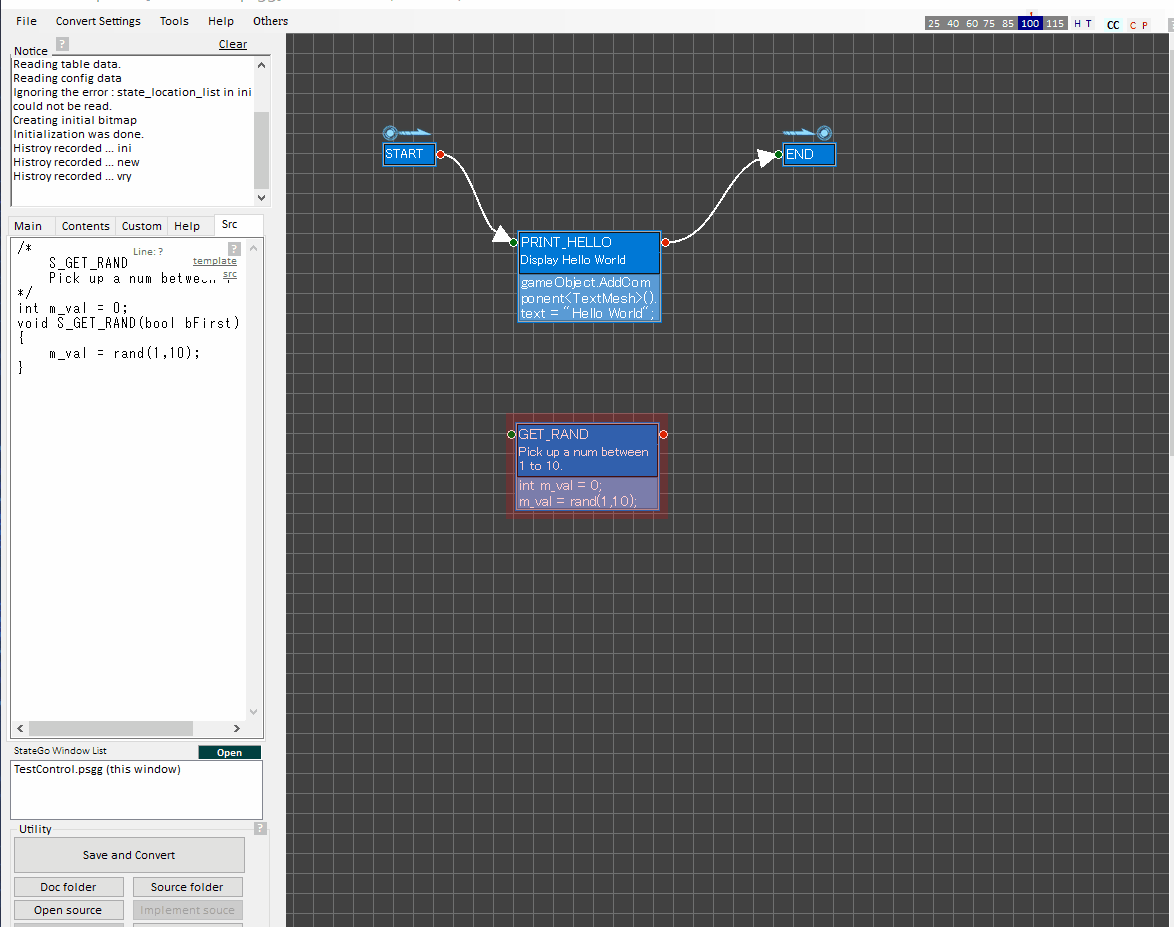 File Convert Settings Tools Help Others
25 40 60 75 85 100 115 H T CC C P
Notice ? Clear
Reading table data.
Reading config data
Ignoring the error : state_location_list in ini
could not be read.
Creating initial bitmap
Initialization was done.
Histroy recorded ... ini
Histroy recorded ... new
Histroy recorded ... vry
Main Contents Custom Help Src
/*
Line: ? ?
S_GET_RAND
template
Pick up a num between
src
*/
int m_val = 0;
void S_GET_RAND(bool bFirst)
{
m_val = rand(1,10);
}
StateGo Window List Open
TestControl.psgg (this window)
Utility ?
Save and Convert
Doc folder Source folder
Open source Implement souce
START
END
PRINT_HELLO
Display Hello World
gameObject.AddCom
ponent<TextMesh>().
text = "Hello World";
GET_RAND
Pick up a num between
1 to 10.
int m_val = 0;
m_val = rand(1,10);